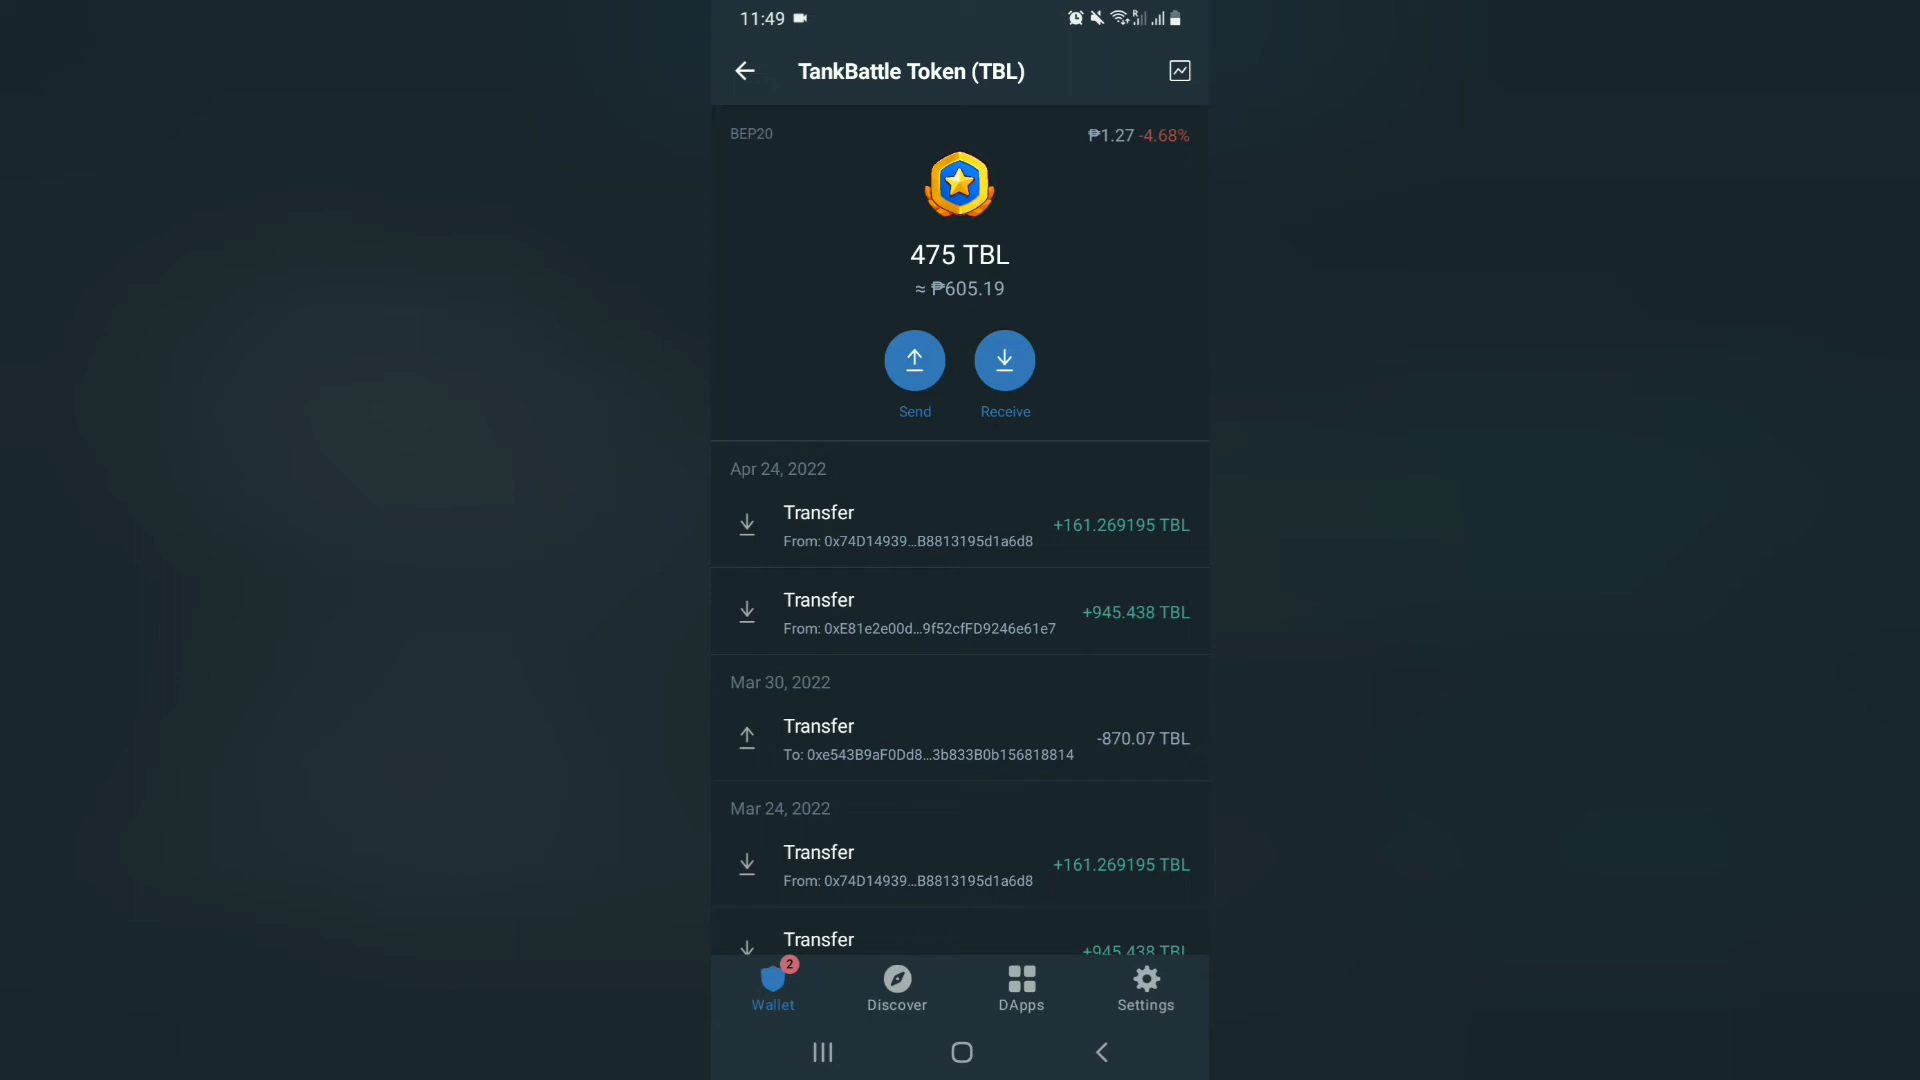 11:49
TankBattle Token (TBL)
BEP20
₱1.27 -4.68%
475 TBL
≈ ₱605.19
Send
Receive
Apr 24, 2022
Transfer
+161.269195 TBL
From: 0x74D14939...B8813195d1a6d8
Transfer
+945.438 TBL
From: 0xE81e2e00d...9f52cfFD9246e61e7
Mar 30, 2022
Transfer
-870.07 TBL
To: 0xe543B9aF0Dd8...3b833B0b156818814
Mar 24, 2022
Transfer
+161.269195 TBL
From: 0x74D14939...B8813195d1a6d8
Transfer
+945.438 TBL
2
Wallet
Discover
DApps
Settings